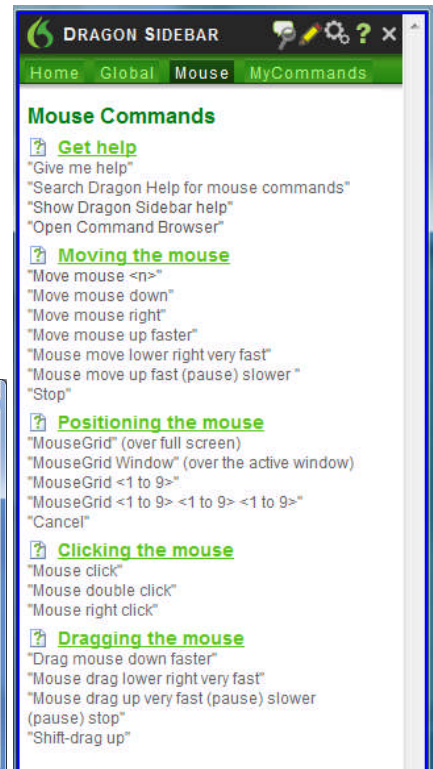 DRAGON SIDEBAR
Home Global Mouse MyCommands
Mouse Commands
Get help
"Give me help"
"Search Dragon Help for mouse commands"
"Show Dragon Sidebar help"
"Open Command Browser"
Moving the mouse
"Move mouse <n>"
"Move mouse down"
"Move mouse right"
"Move mouse up faster"
"Mouse move lower right very fast"
"Mouse move up fast (pause) slower "
"Stop"
Positioning the mouse
"MouseGrid" (over full screen)
"MouseGrid Window" (over the active window)
"MouseGrid <1 to 9>"
"MouseGrid <1 to 9> <1 to 9> <1 to 9>"
"Cancel"
Clicking the mouse
"Mouse click"
"Mouse double click"
"Mouse right click"
Dragging the mouse
"Drag mouse down faster"
"Mouse drag lower right very fast"
"Mouse drag up very fast (pause) slower
(pause) stop"
"Shift-drag up"